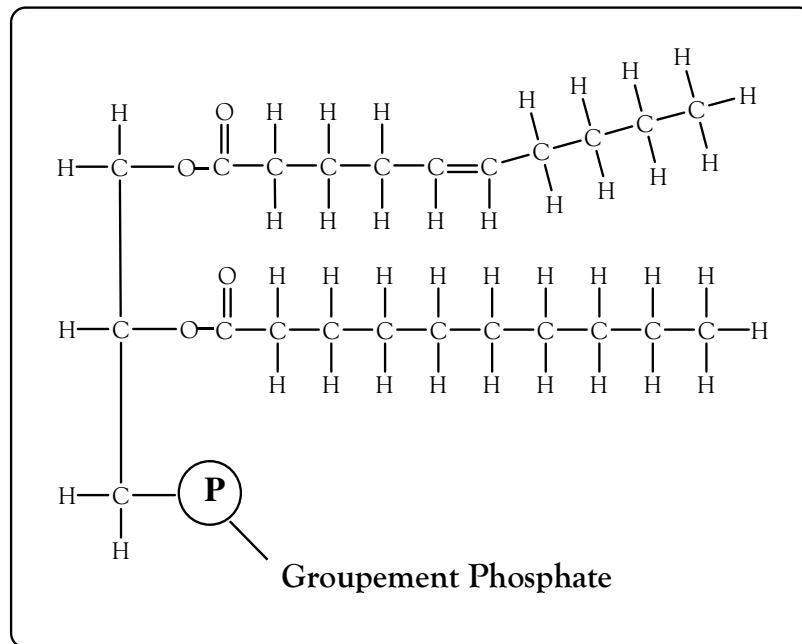 H O H H H H H H H H
H C O C C C C C C C C C C H
H H H H H H H H H H
O H H H H H H H H H
H C O C C C C C C C C C C H
H H H H H H H H H
H C P
H
Groupement Phosphate